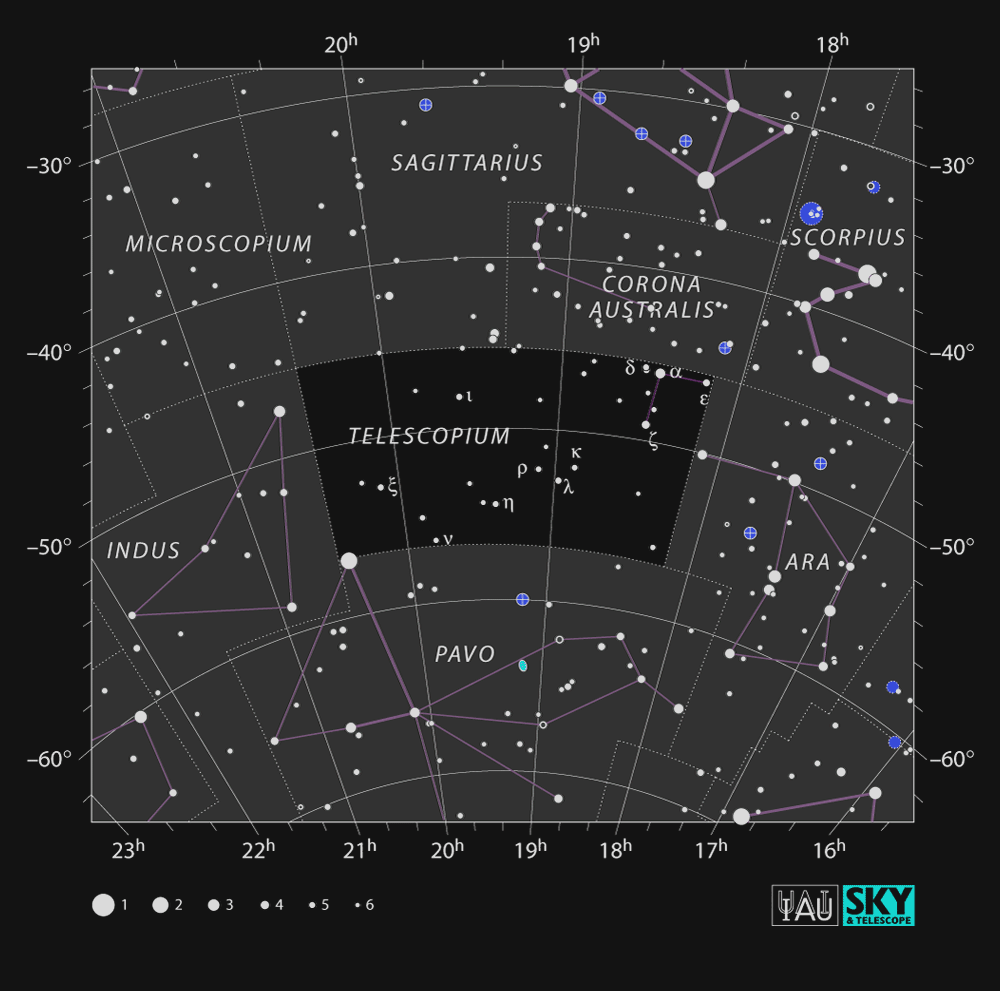 20ʰ 19ʰ 18ʰ
–30° –30°
SAGITTARIUS
MICROSCOPIUM
SCORPIUS
CORONA
AUSTRALIS
–40° –40°
δ α
ε
ι
TELESCOPIUM
ζ
κ
ρ
λ
ξ
η
ν
–50° –50°
INDUS
ARA
PAVO
–60° –60°
23ʰ 22ʰ 21ʰ 20ʰ 19ʰ 18ʰ 17ʰ 16ʰ
1 2 3 4 5 6
IAU
SKY
& TELESCOPE